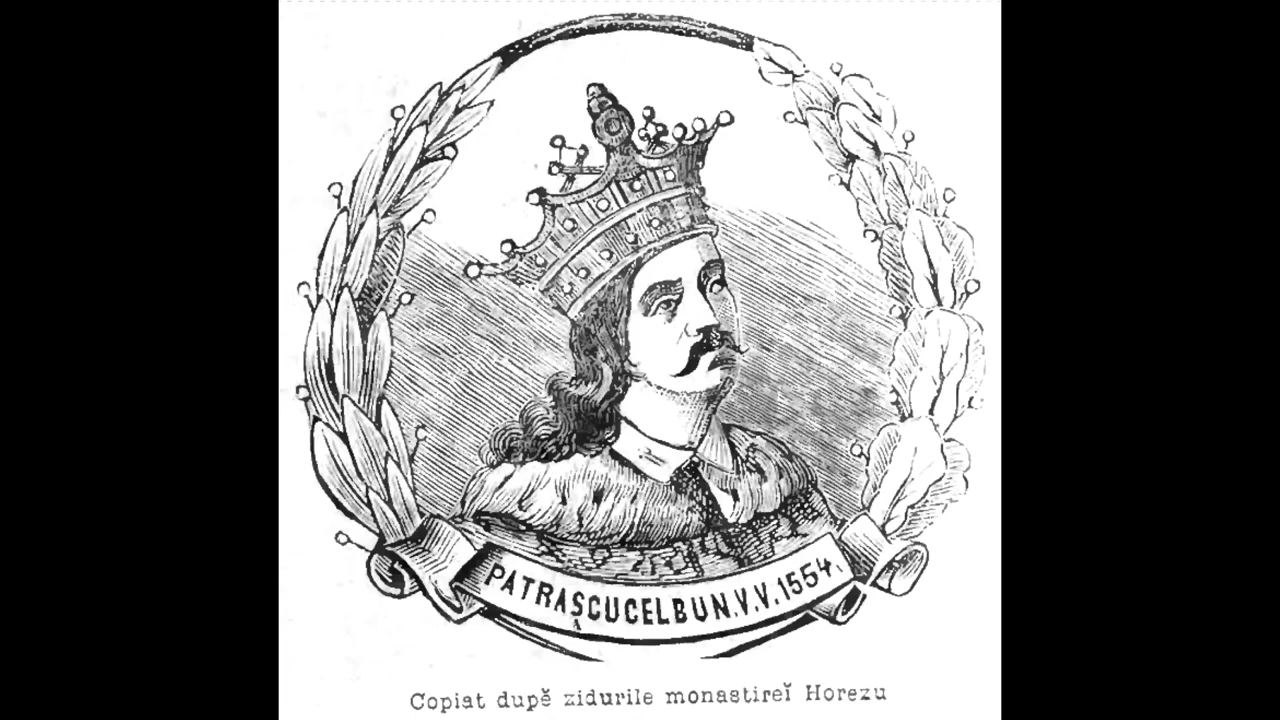 PATRAȘCUCELBUN.V.V.1554.
Copiat dupĕ zidurile monastireĭ Horezu